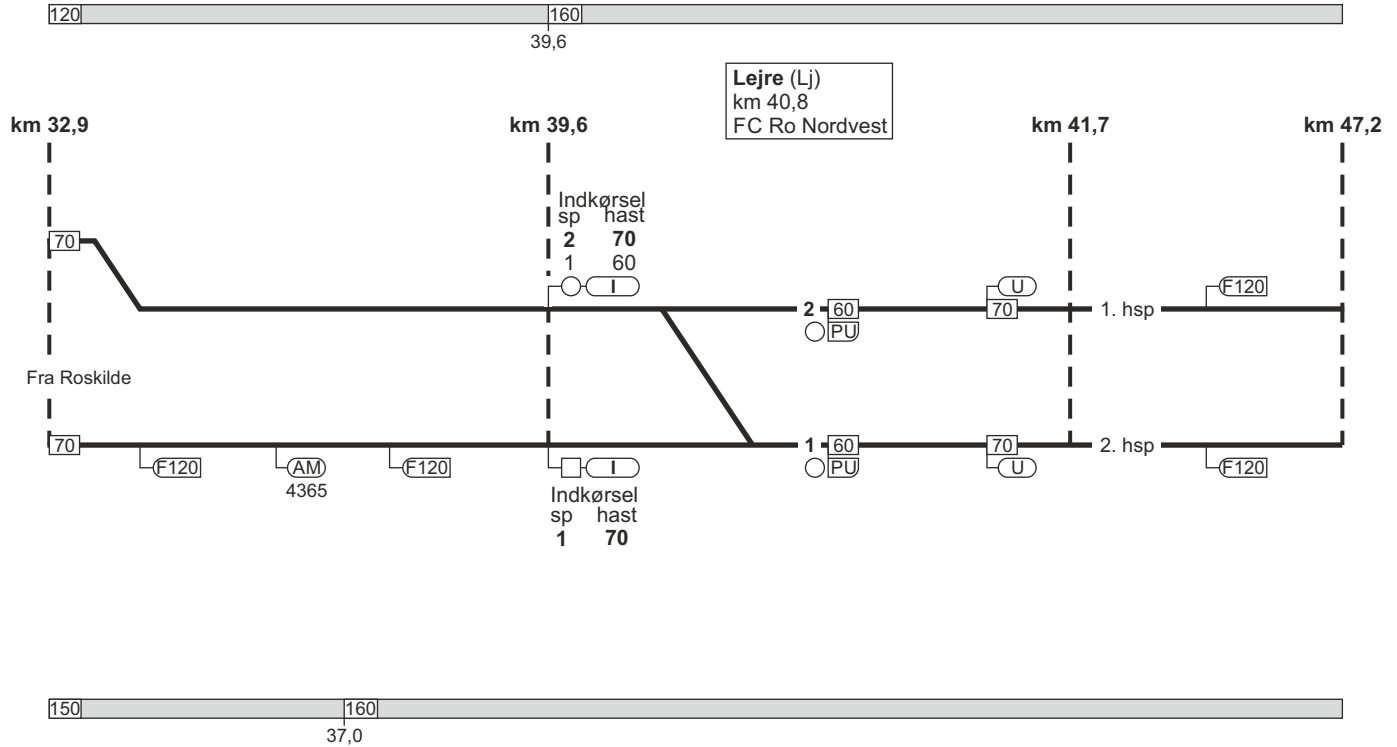 120 160
39,6
Lejre (Lj)
km 40,8
FC Ro Nordvest
km 32,9 km 39,6 km 41,7 km 47,2
Indkørsel
sp hast
2 70
1 60
70
I U F120
2 60 70 1. hsp
PU
Fra Roskilde
70 1 60 70 2. hsp
F120 AM F120 I PU U F120
4365
Indkørsel
sp hast
1 70
150 160
37,0